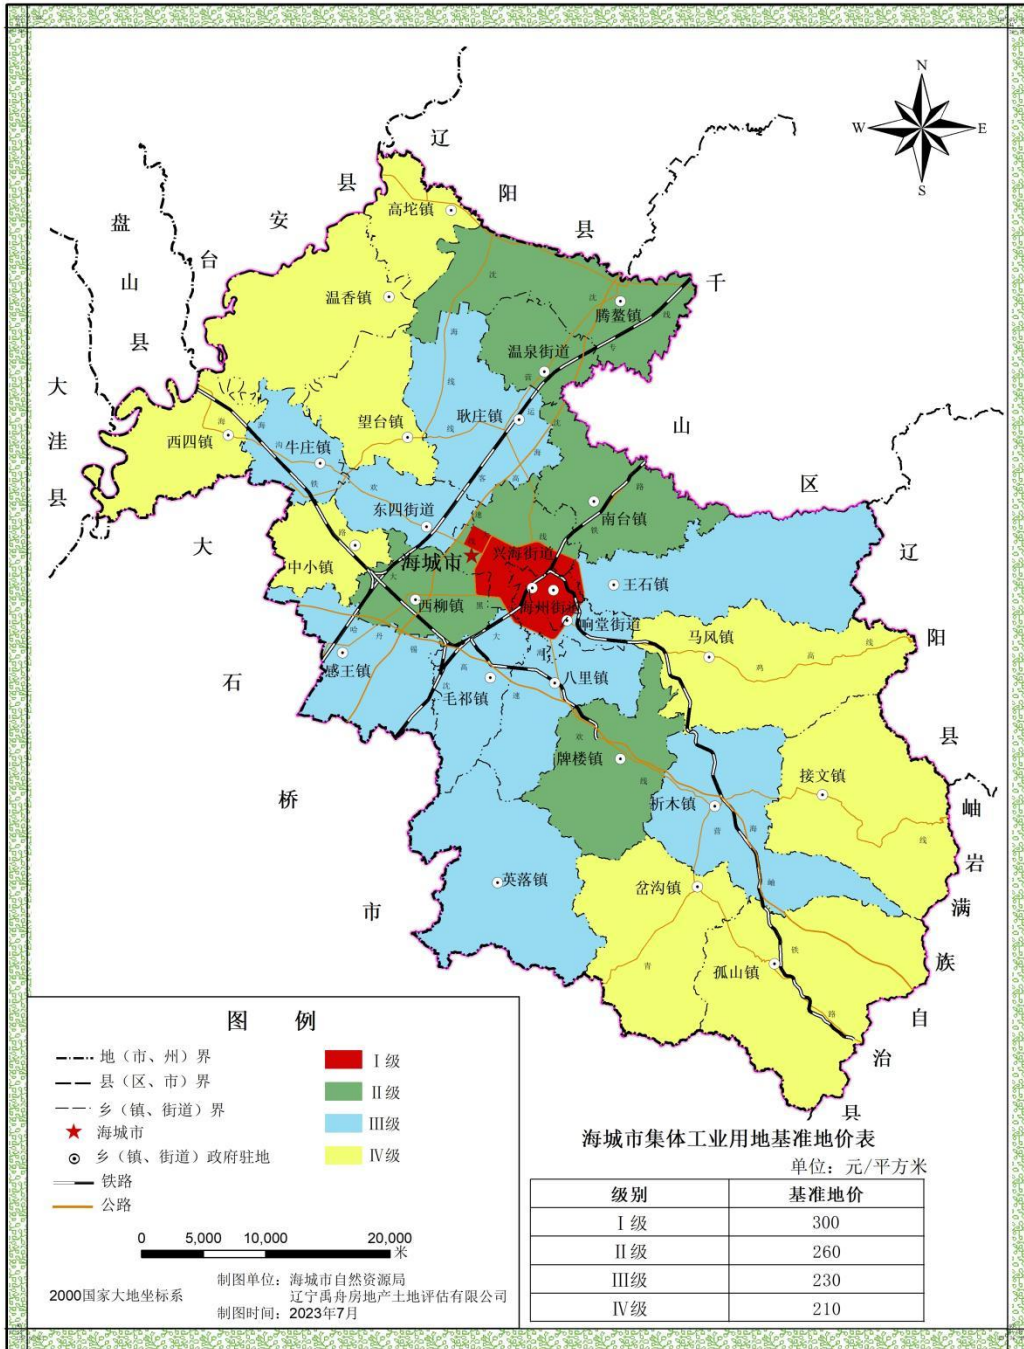 N
W
E
S
辽
阳
县
盘
山
县
台
安
县
千
山
区
大
洼
县
大
石
桥
市
辽
阳
县
岫
岩
满
族
自
治
县
高坨镇
温香镇
腾鳌镇
温泉街道
望台镇
耿庄镇
西四镇
牛庄镇
东四街道
南台镇
中小镇
海城市
兴海街道
西柳镇
海州街道
王石镇
响堂街道
马风镇
感王镇
毛祁镇
八里镇
牌楼镇
接文镇
析木镇
英落镇
岔沟镇
孤山镇
图 例
地（市、州）界
县（区、市）界
乡（镇、街道）界
海城市
乡（镇、街道）政府驻地
铁路
公路
Ⅰ级
Ⅱ级
Ⅲ级
Ⅳ级
0 5,000 10,000 20,000
米
2000国家大地坐标系
制图单位：海城市自然资源局
辽宁禹舟房地产土地评估有限公司
制图时间：2023年7月
海城市集体工业用地基准地价表
单位：元/平方米
级别 基准地价
Ⅰ级 300
Ⅱ级 260
Ⅲ级 230
Ⅳ级 210